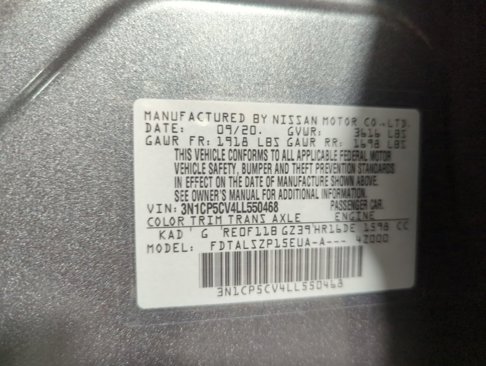 MANUFACTURED BY NISSAN MOTOR CO.,LTD.
DATE: 09/20. GVWR: 3616 LBS
GAWR FR: 1918 LBS GAWR RR: 1698 LBS
THIS VEHICLE CONFORMS TO ALL APPLICABLE FEDERAL MOTOR
VEHICLE SAFETY, BUMPER AND THEFT PREVENTION STANDARDS
IN EFFECT ON THE DATE OF MANUFACTURE SHOWN ABOVE.
SEE OWNER'S MANUAL FOR ADDITIONAL INFORMATION
VIN: 3N1CP5CV4LL550468 PASSENGER CAR.
COLOR TRIM TRANS AXLE ENGINE
KAD ' G 'RE0F11B GZ39'HR16DE 1598 CC
MODEL: FDTALSZP15EUA-A--- 42000
3N1CP5CV4LL550468